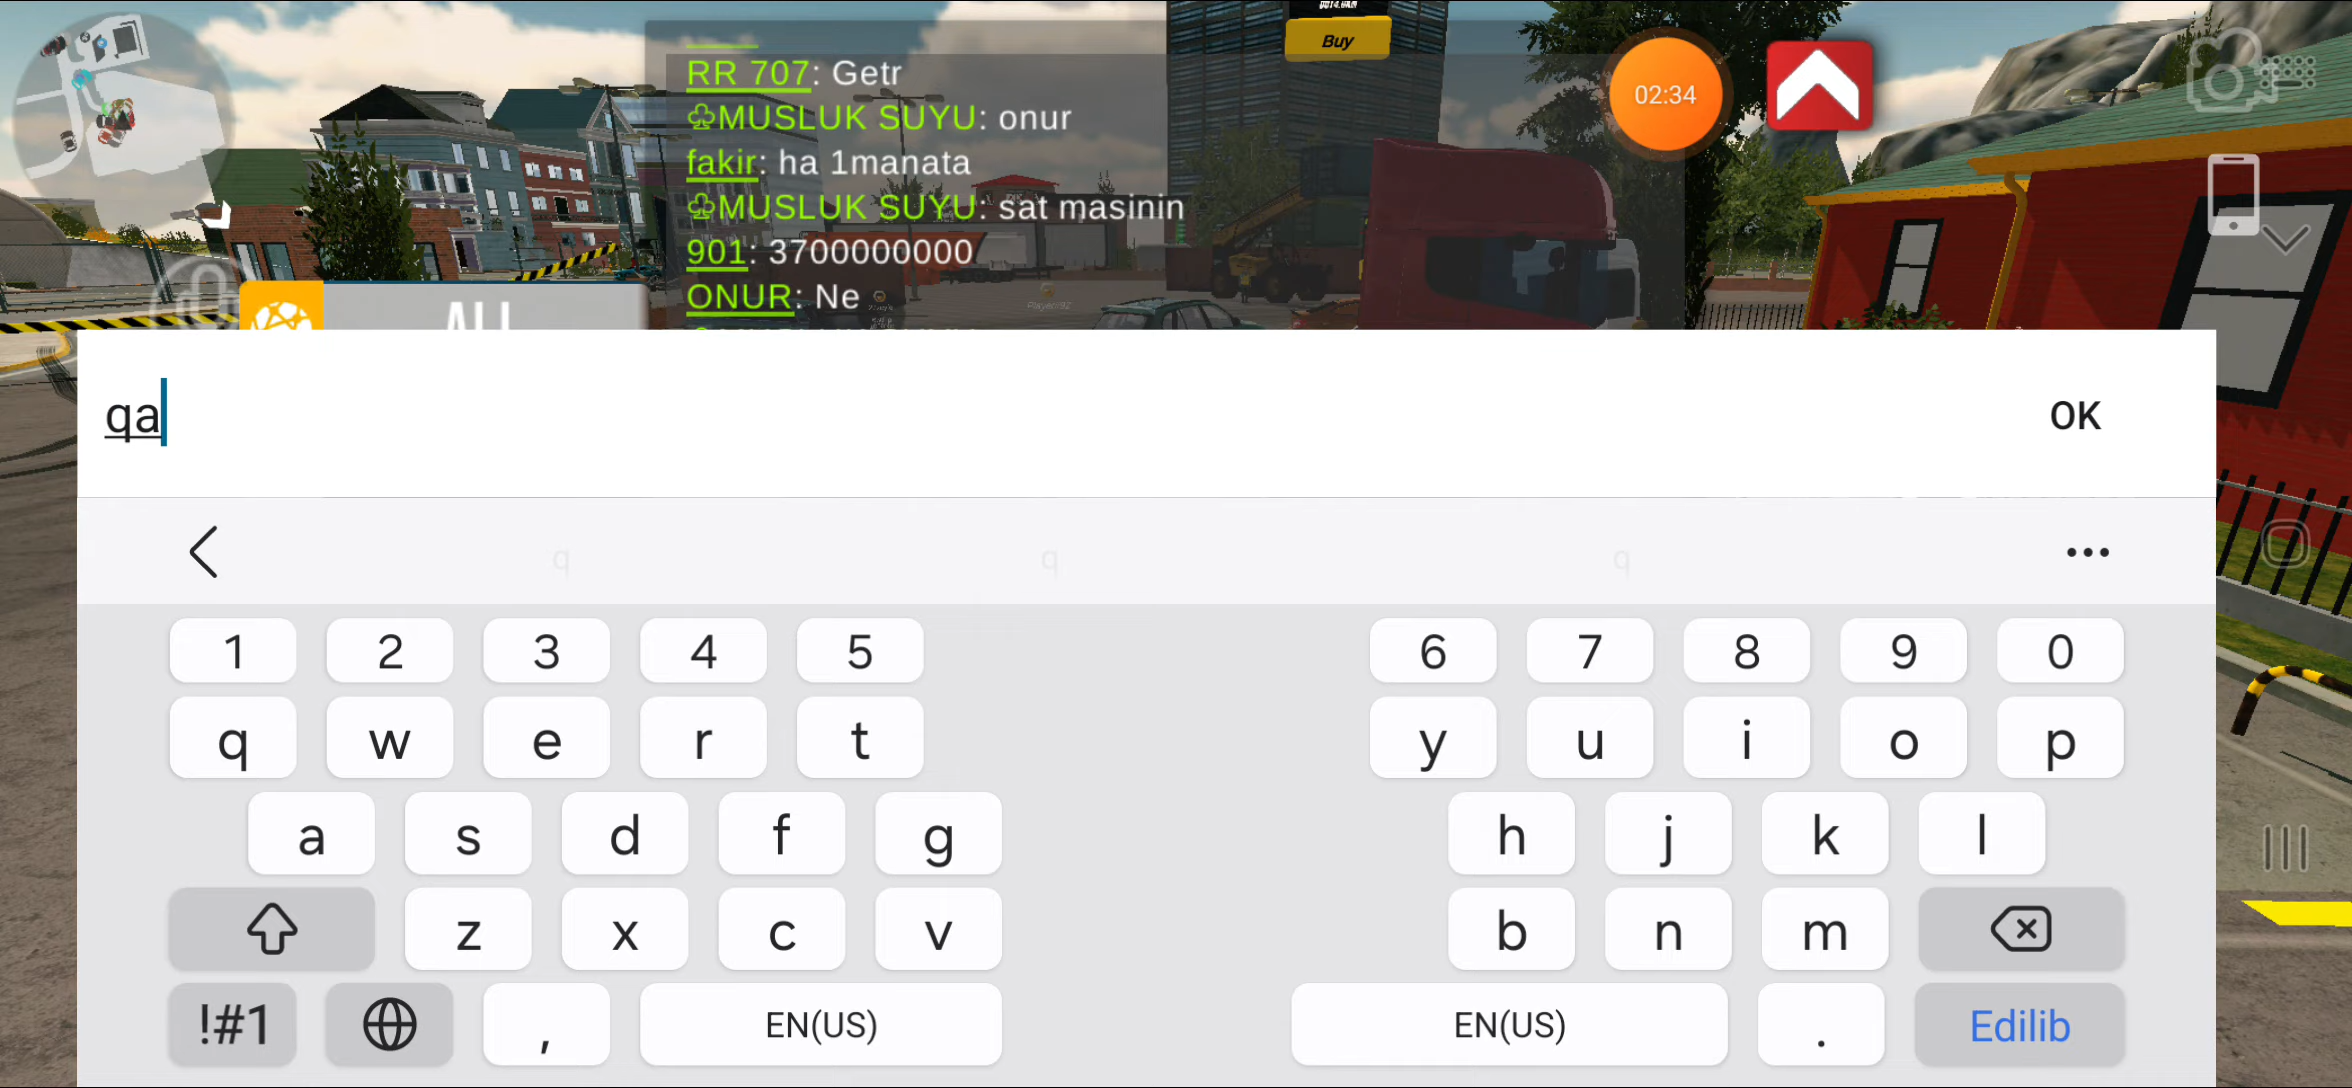 Buy
RR 707: Getr
♧MUSLUK SUYU: onur
fakir: ha 1manata
♧MUSLUK SUYU: sat masinin
901: 3700000000
ONUR: Ne
02:34
ALL
qa
OK
q q q
1 2 3 4 5 6 7 8 9 0
q w e r t y u i o p
a s d f g h j k l
z x c v b n m
!#1 , EN(US) EN(US) . Edilib